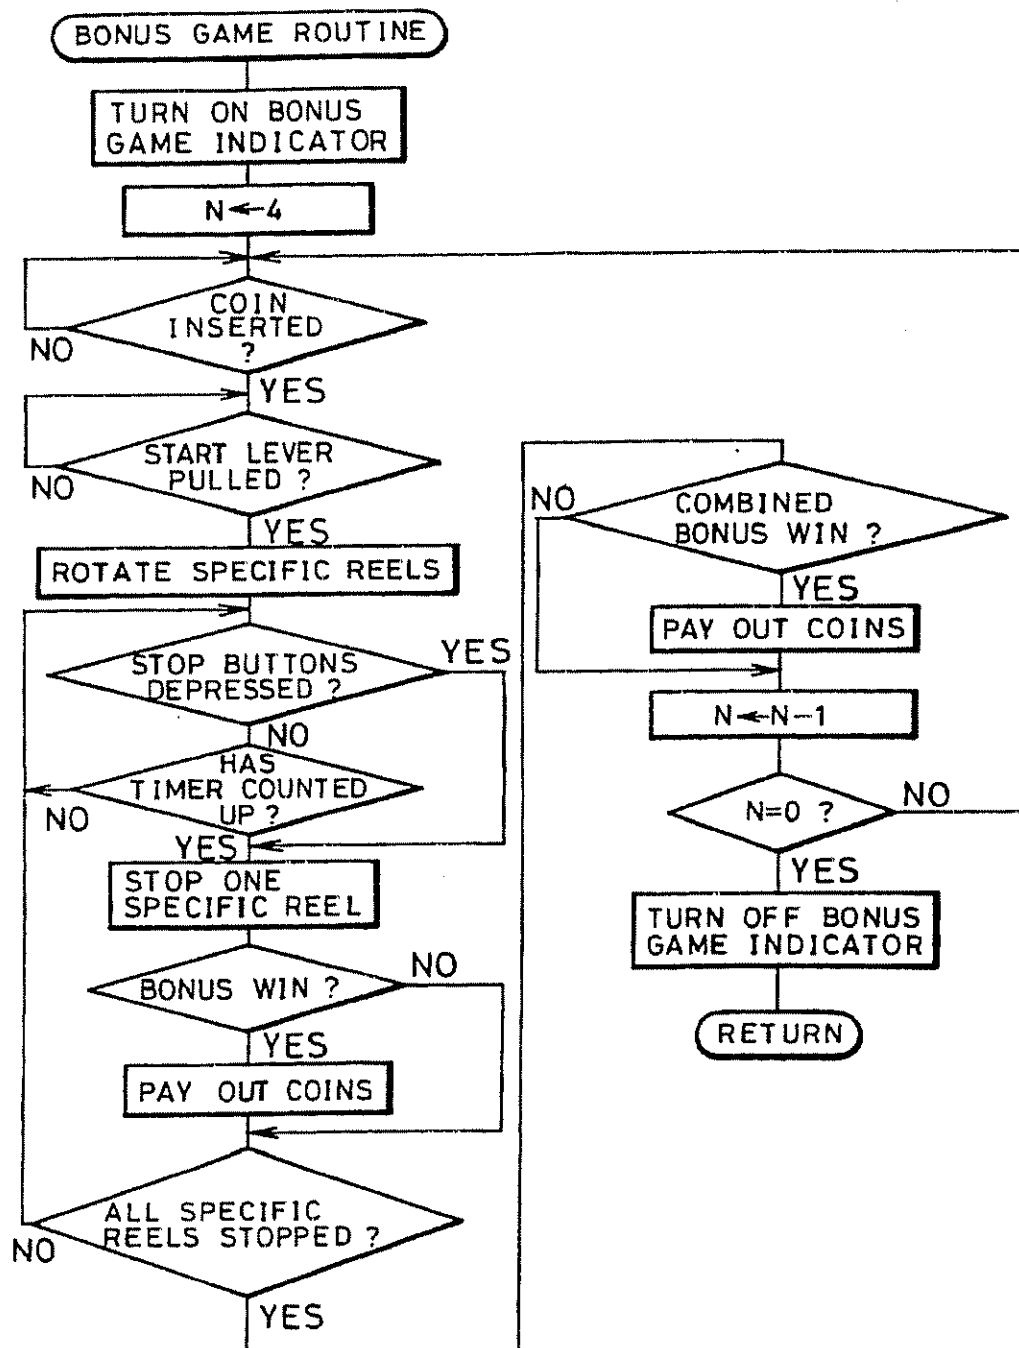 BONUS GAME ROUTINE
TURN ON BONUS
GAME INDICATOR
N←4
COIN
INSERTED
?
NO
YES
START LEVER
PULLED ?
NO
YES
ROTATE SPECIFIC REELS
STOP BUTTONS
DEPRESSED ?
YES
NO
HAS
TIMER COUNTED
UP ?
NO
YES
STOP ONE
SPECIFIC REEL
BONUS WIN ?
NO
YES
PAY OUT COINS
ALL SPECIFIC
REELS STOPPED ?
NO
YES
COMBINED
BONUS WIN ?
NO
YES
PAY OUT COINS
N←N-1
N=0 ?
NO
YES
TURN OFF BONUS
GAME INDICATOR
RETURN